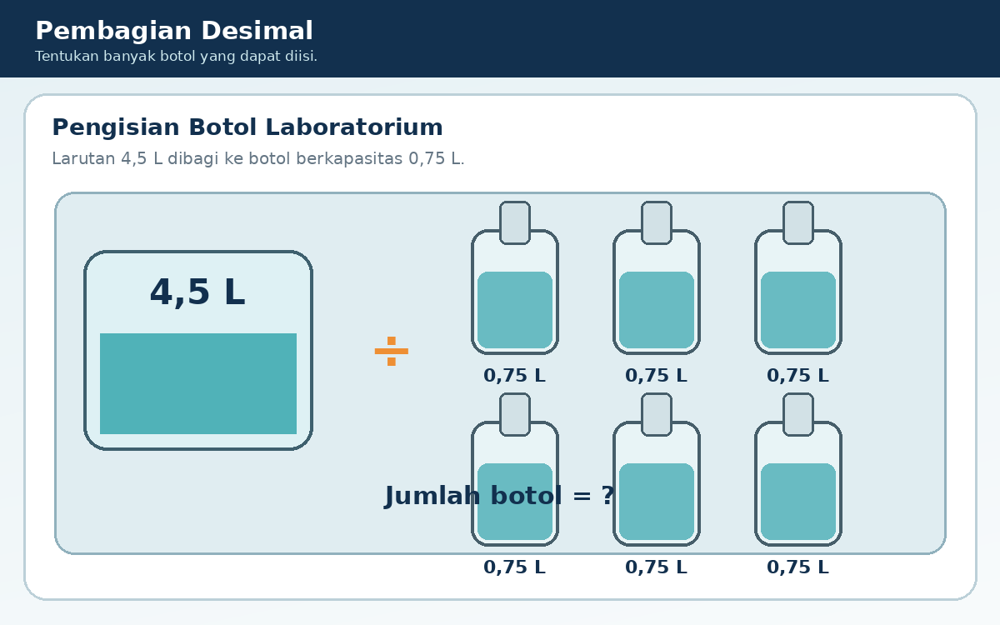 Pembagian Desimal
Tentukan banyak botol yang dapat diisi.
Pengisian Botol Laboratorium
Larutan 4,5 L dibagi ke botol berkapasitas 0,75 L.
4,5 L
÷
0,75 L 0,75 L 0,75 L
Jumlah botol = ?
0,75 L 0,75 L 0,75 L